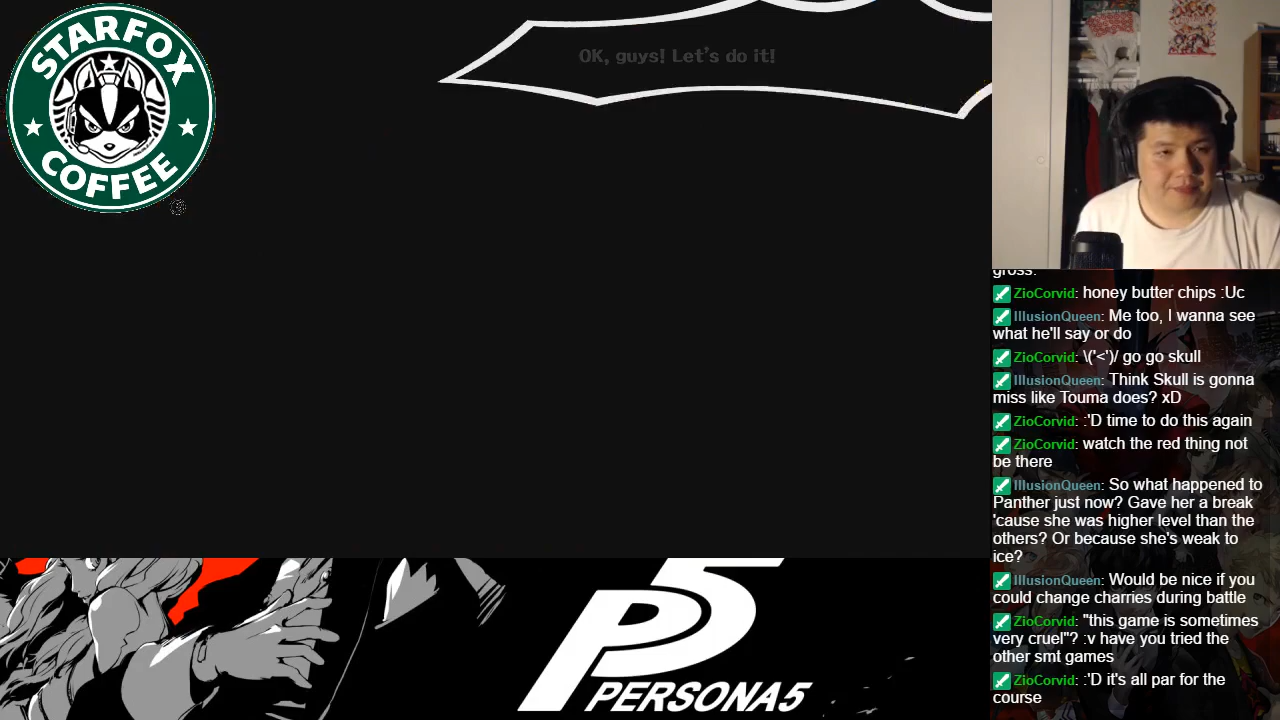 STARFOX
COFFEE
OK, guys! Let's do it!
gross.
ZioCorvid: honey butter chips :Uc
IllusionQueen: Me too, I wanna see
what he'll say or do
ZioCorvid: \('<')/ go go skull
IllusionQueen: Think Skull is gonna
miss like Touma does? xD
ZioCorvid: :'D time to do this again
ZioCorvid: watch the red thing not
be there
IllusionQueen: So what happened to
Panther just now? Gave her a break
'cause she was higher level than the
others? Or because she's weak to
ice?
IllusionQueen: Would be nice if you
could change charries during battle
ZioCorvid: "this game is sometimes
very cruel"? :v have you tried the
other smt games
ZioCorvid: :'D it's all par for the
course
P5
PERSONA5